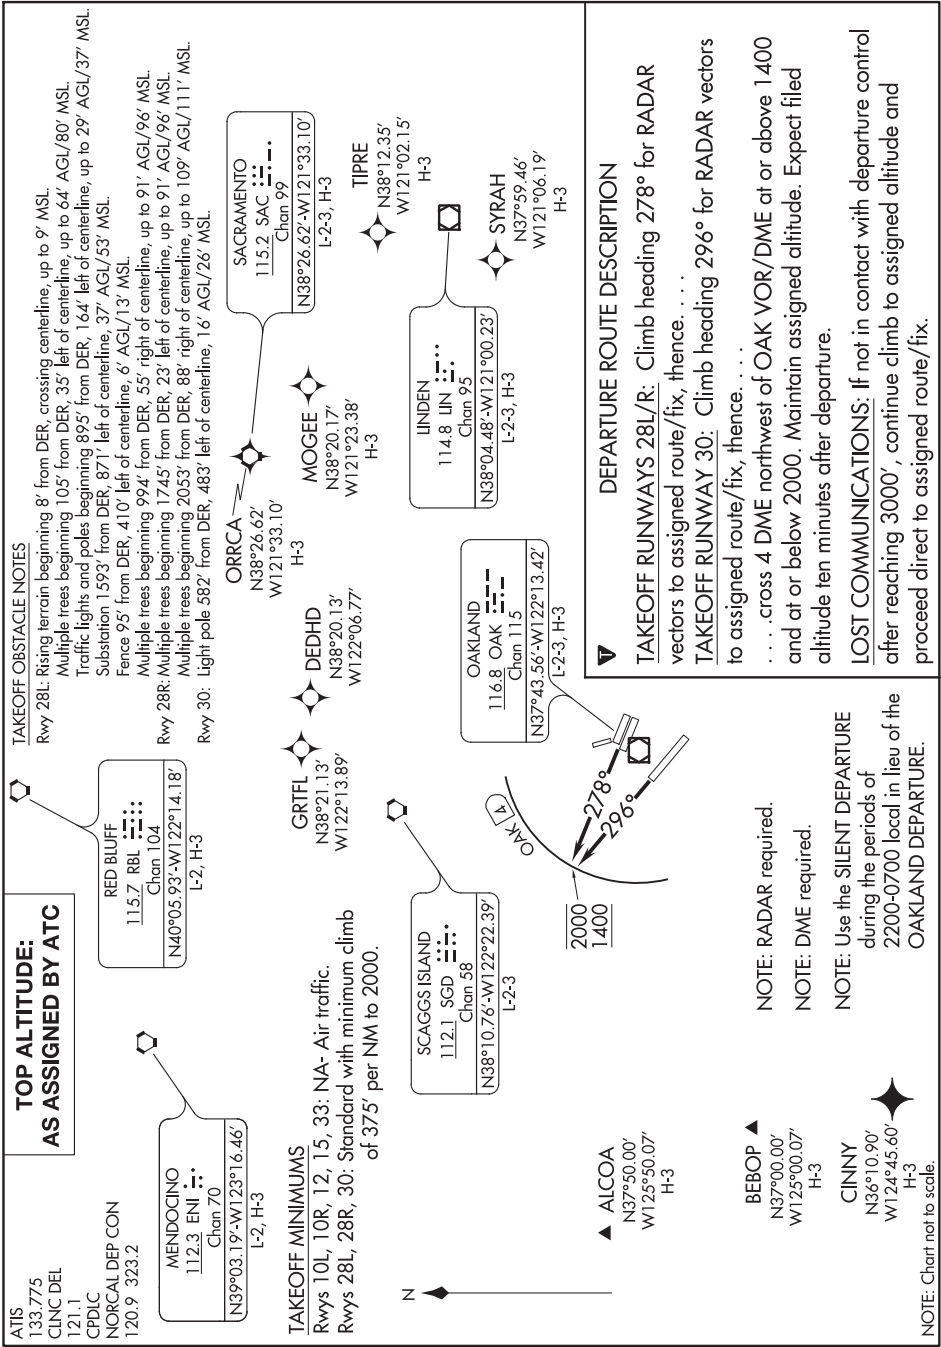 ATIS
133.775
CLNC DEL
121.1
CPDLC
NORCAL DEP CON
120.9 323.2
TOP ALTITUDE:
AS ASSIGNED BY ATC
TAKEOFF OBSTACLE NOTES
Rwy 28L: Rising terrain beginning 8' from DER, crossing centerline, up to 9' MSL.
Multiple trees beginning 105' from DER, 35' left of centerline, up to 64' AGL/80' MSL.
Traffic lights and poles beginning 895' from DER, 164' left of centerline, up to 29' AGL/37' MSL.
Substation 1593' from DER, 871' left of centerline, 37' AGL/53' MSL.
Fence 95' from DER, 410' left of centerline, 6' AGL/13' MSL.
Multiple trees beginning 994' from DER, 55' right of centerline, up to 91' AGL/96' MSL.
Rwy 28R: Multiple trees beginning 1745' from DER, 23' left of centerline, up to 91' AGL/96' MSL.
Multiple trees beginning 2053' from DER, 88' right of centerline, up to 109' AGL/111' MSL.
Rwy 30: Light pole 582' from DER, 483' left of centerline, 16' AGL/26' MSL.
MENDOCINO
112.3 ENI
Chan 70
N39°03.19'-W123°16.46'
L-2, H-3
RED BLUFF
115.7 RBL
Chan 104
N40°05.93'-W122°14.18'
L-2, H-3
SACRAMENTO
115.2 SAC
Chan 99
N38°26.62'-W121°33.10'
L-2-3, H-3
ORRCA
N38°26.62'
W121°33.10'
H-3
TIPRE
N38°12.35'
W121°02.15'
H-3
MOGEE
N38°20.17'
W121°23.38'
H-3
GRTFL
N38°21.13'
W122°13.89'
DEDHD
N38°20.13'
W122°06.77'
TAKEOFF MINIMUMS
Rwys 10L, 10R, 12, 15, 33: NA- Air traffic.
Rwys 28L, 28R, 30: Standard with minimum climb
of 375' per NM to 2000.
SCAGGS ISLAND
112.1 SGD
Chan 58
N38°10.76'-W122°22.39'
L-2-3
LINDEN
114.8 LIN
Chan 95
N38°04.48'-W121°00.23'
L-2-3, H-3
SYRAH
N37°59.46'
W121°06.19'
H-3
OAKLAND
116.8 OAK
Chan 115
N37°43.56'-W122°13.42'
L-2-3, H-3
OAK 4
278°
296°
2000
1400
N
ALCOA
N37°50.00'
W125°50.07'
H-3
BEBOP
N37°00.00'
W125°00.07'
H-3
CINNY
N36°10.90'
W124°45.60'
H-3
NOTE: RADAR required.
NOTE: DME required.
NOTE: Use the SILENT DEPARTURE
during the periods of
2200-0700 local in lieu of the
OAKLAND DEPARTURE.
NOTE: Chart not to scale.
T
DEPARTURE ROUTE DESCRIPTION
TAKEOFF RUNWAYS 28L/R: Climb heading 278° for RADAR
vectors to assigned route/fix, thence. . . .
TAKEOFF RUNWAY 30: Climb heading 296° for RADAR vectors
to assigned route/fix, thence. . . .
. . . .cross 4 DME northwest of OAK VOR/DME at or above 1400
and at or below 2000. Maintain assigned altitude. Expect filed
altitude ten minutes after departure.
LOST COMMUNICATIONS: If not in contact with departure control
after reaching 3000', continue climb to assigned altitude and
proceed direct to assigned route/fix.